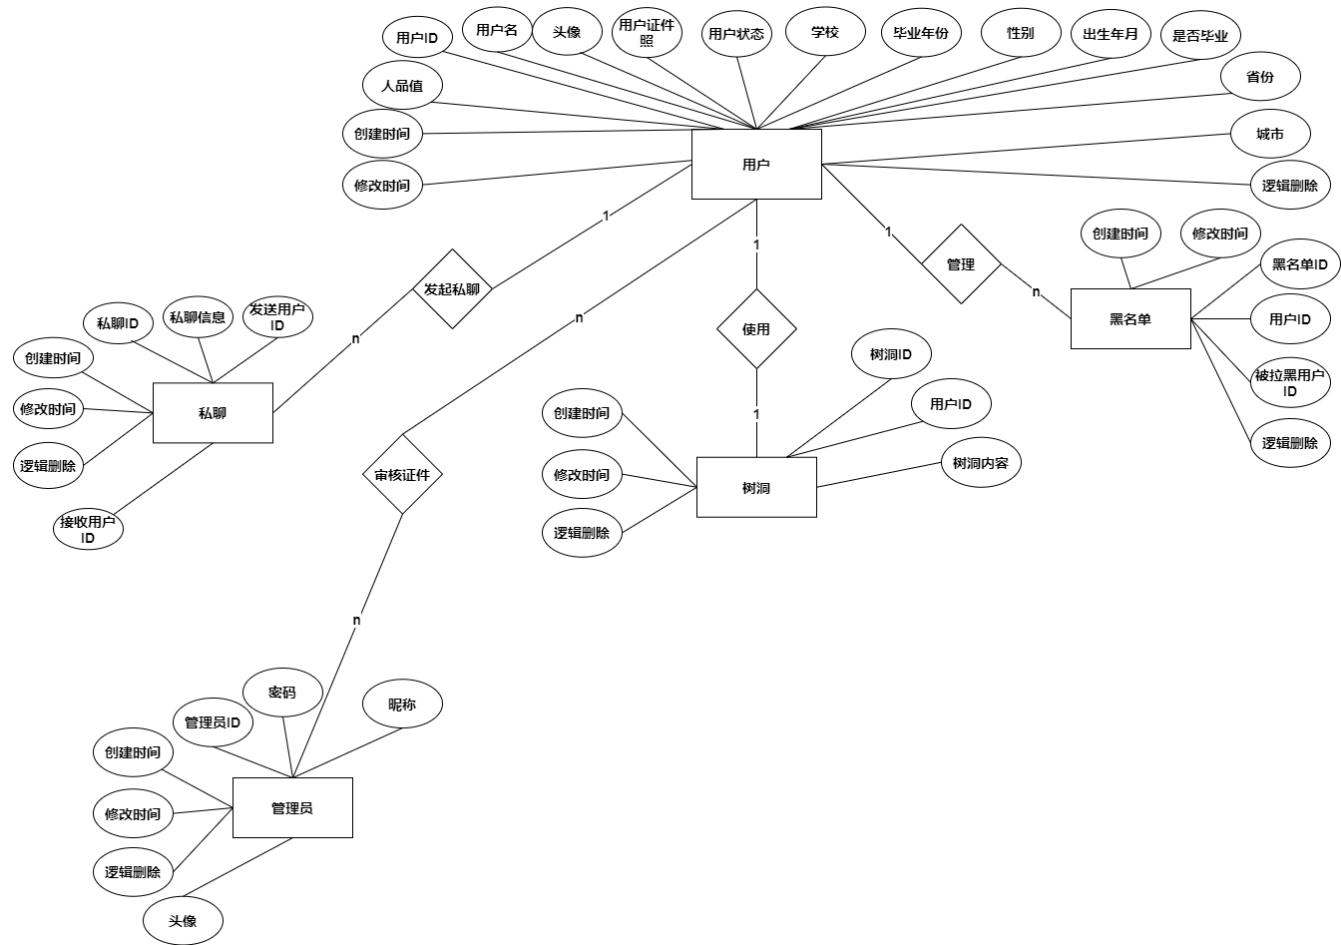 用户ID
用户名
头像
用户证件
照
用户状态
学校
毕业年份
性别
出生年月
是否毕业
人品值
省份
创建时间
城市
修改时间
逻辑删除
用户
1
1
1
n
n
n
发起私聊
管理
使用
1
n
审核证件
创建时间
修改时间
黑名单ID
用户ID
被拉黑用户
ID
逻辑删除
黑名单
私聊ID
私聊信息
发送用户
ID
创建时间
修改时间
逻辑删除
接收用户
ID
私聊
树洞ID
用户ID
树洞内容
创建时间
修改时间
逻辑删除
树洞
密码
昵称
管理员ID
创建时间
修改时间
逻辑删除
头像
管理员